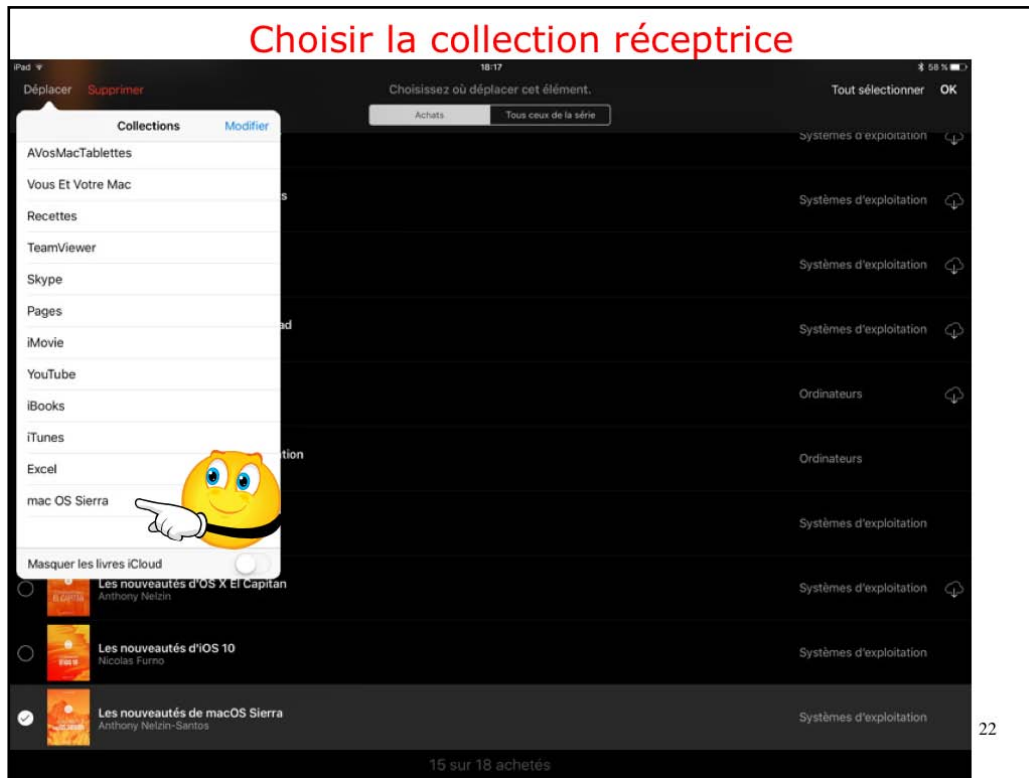 Choisir la collection réceptrice
iPad 18:17 58 %
Déplacer Supprimer Choisissez où déplacer cet élément. Tout sélectionner OK
Achats Tous ceux de la série
Collections Modifier
AVosMacTablettes
Vous Et Votre Mac
Recettes
TeamViewer
Skype
Pages
iMovie
YouTube
iBooks
iTunes
Excel
mac OS Sierra
Masquer les livres iCloud
Systèmes d'exploitation
s Systèmes d'exploitation
Systèmes d'exploitation
ad Systèmes d'exploitation
Ordinateurs
tion Ordinateurs
Systèmes d'exploitation
Les nouveautés d'OS X El Capitan Systèmes d'exploitation
Anthony Nelzin
Les nouveautés d'iOS 10 Systèmes d'exploitation
Nicolas Furno
Les nouveautés de macOS Sierra Systèmes d'exploitation
Anthony Nelzin-Santos
15 sur 18 achetés
22